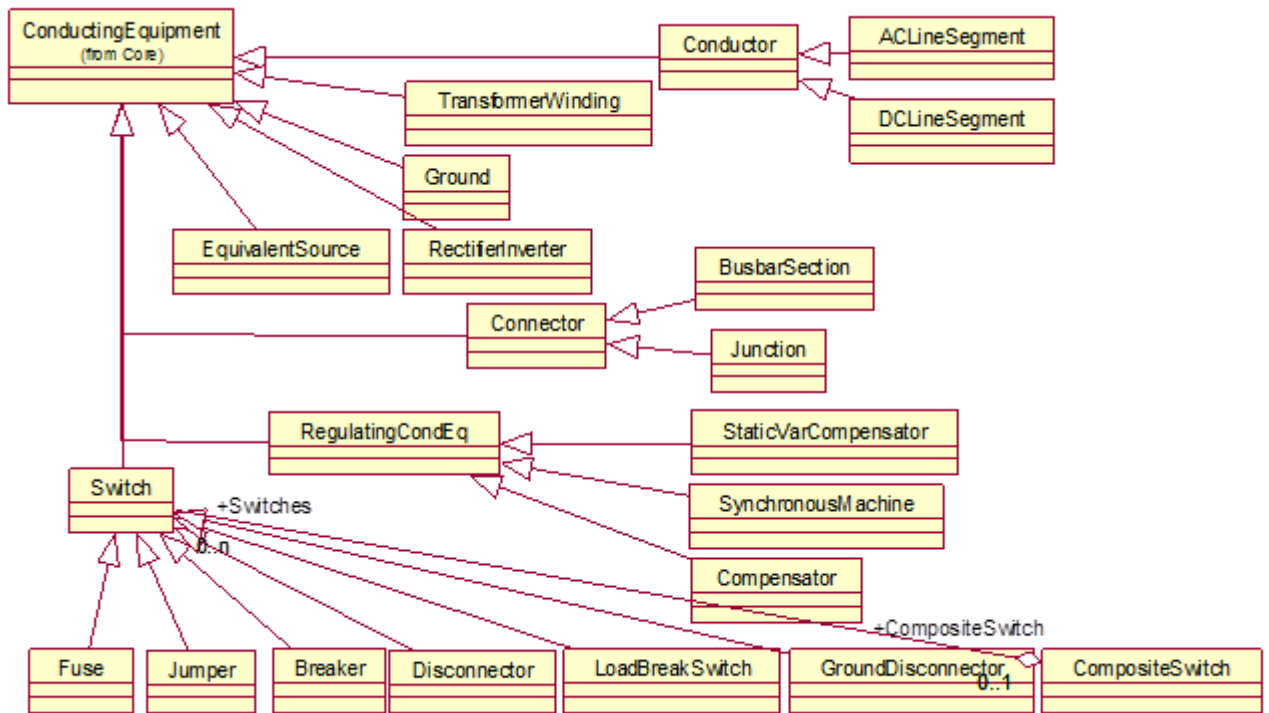 ConductingEquipment
(from Core)
Conductor
ACLineSegment
TransformerWinding
DCLineSegment
Ground
EquivalentSource
RectifierInverter
BusbarSection
Connector
Junction
RegulatingCondEq
StaticVarCompensator
Switch
+Switches
SynchronousMachine
0..n
Compensator
+CompositeSwitch
Fuse
Jumper
Breaker
Disconnector
LoadBreakSwitch
GroundDisconnector
0..1
CompositeSwitch